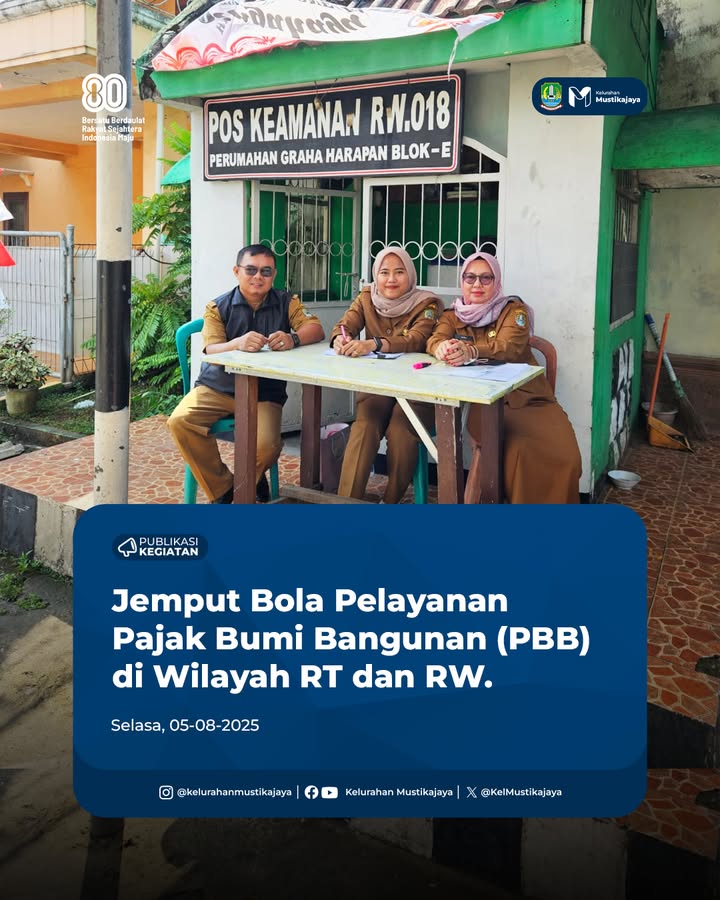 80
Bersatu Berdaulat
Rakyat Sejahtera
Indonesia Maju
Kelurahan
Mustikajaya
POS KEAMANAN RW.018
PERUMAHAN GRAHA HARAPAN BLOK-E
PUBLIKASI
KEGIATAN
Jemput Bola Pelayanan
Pajak Bumi Bangunan (PBB)
di Wilayah RT dan RW.
Selasa, 05-08-2025
@kelurahanmustikajaya | Kelurahan Mustikajaya | @KelMustikajaya